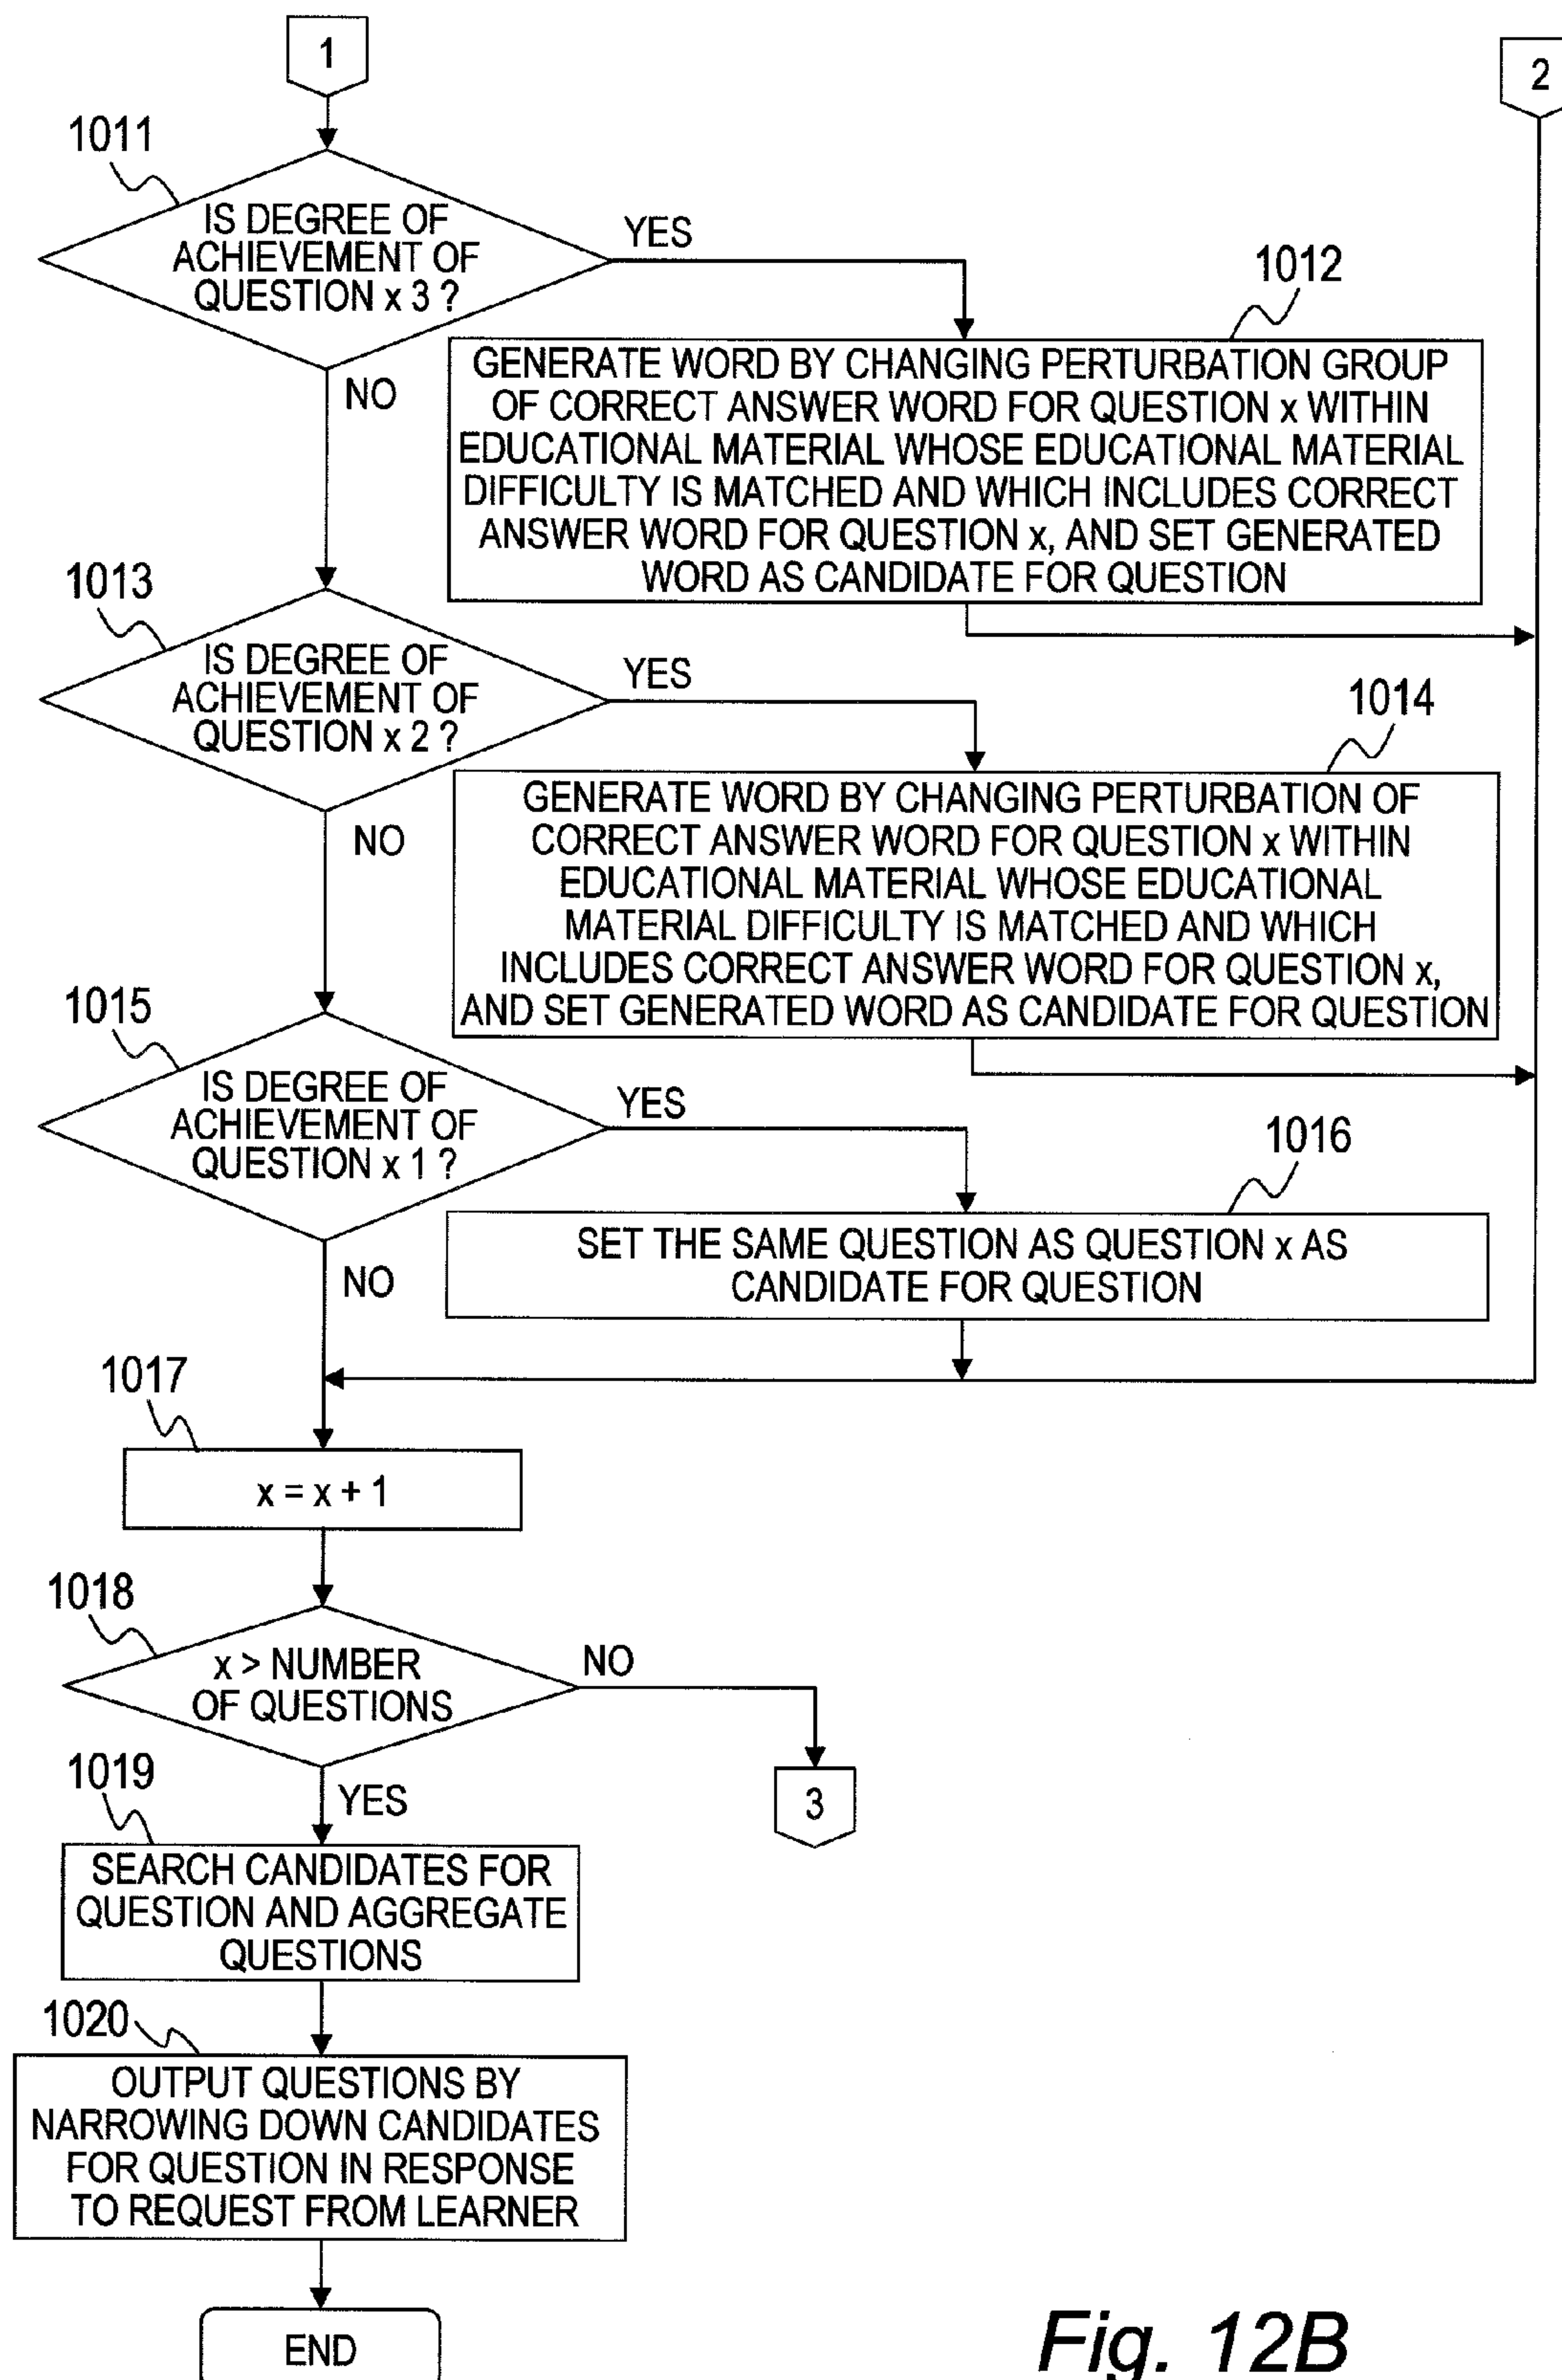 1
2
1011
IS DEGREE OF
ACHIEVEMENT OF
QUESTION x 3 ?
YES
NO
1012
GENERATE WORD BY CHANGING PERTURBATION GROUP
OF CORRECT ANSWER WORD FOR QUESTION x WITHIN
EDUCATIONAL MATERIAL WHOSE EDUCATIONAL MATERIAL
DIFFICULTY IS MATCHED AND WHICH INCLUDES CORRECT
ANSWER WORD FOR QUESTION x, AND SET GENERATED
WORD AS CANDIDATE FOR QUESTION
1013
IS DEGREE OF
ACHIEVEMENT OF
QUESTION x 2 ?
YES
NO
1014
GENERATE WORD BY CHANGING PERTURBATION OF
CORRECT ANSWER WORD FOR QUESTION x WITHIN
EDUCATIONAL MATERIAL WHOSE EDUCATIONAL
MATERIAL DIFFICULTY IS MATCHED AND WHICH
INCLUDES CORRECT ANSWER WORD FOR QUESTION x,
AND SET GENERATED WORD AS CANDIDATE FOR QUESTION
1015
IS DEGREE OF
ACHIEVEMENT OF
QUESTION x 1 ?
YES
NO
1016
SET THE SAME QUESTION AS QUESTION x AS
CANDIDATE FOR QUESTION
1017
x = x + 1
1018
x > NUMBER
OF QUESTIONS
NO
YES
3
1019
SEARCH CANDIDATES FOR
QUESTION AND AGGREGATE
QUESTIONS
1020
OUTPUT QUESTIONS BY
NARROWING DOWN CANDIDATES
FOR QUESTION IN RESPONSE
TO REQUEST FROM LEARNER
END
Fig. 12B